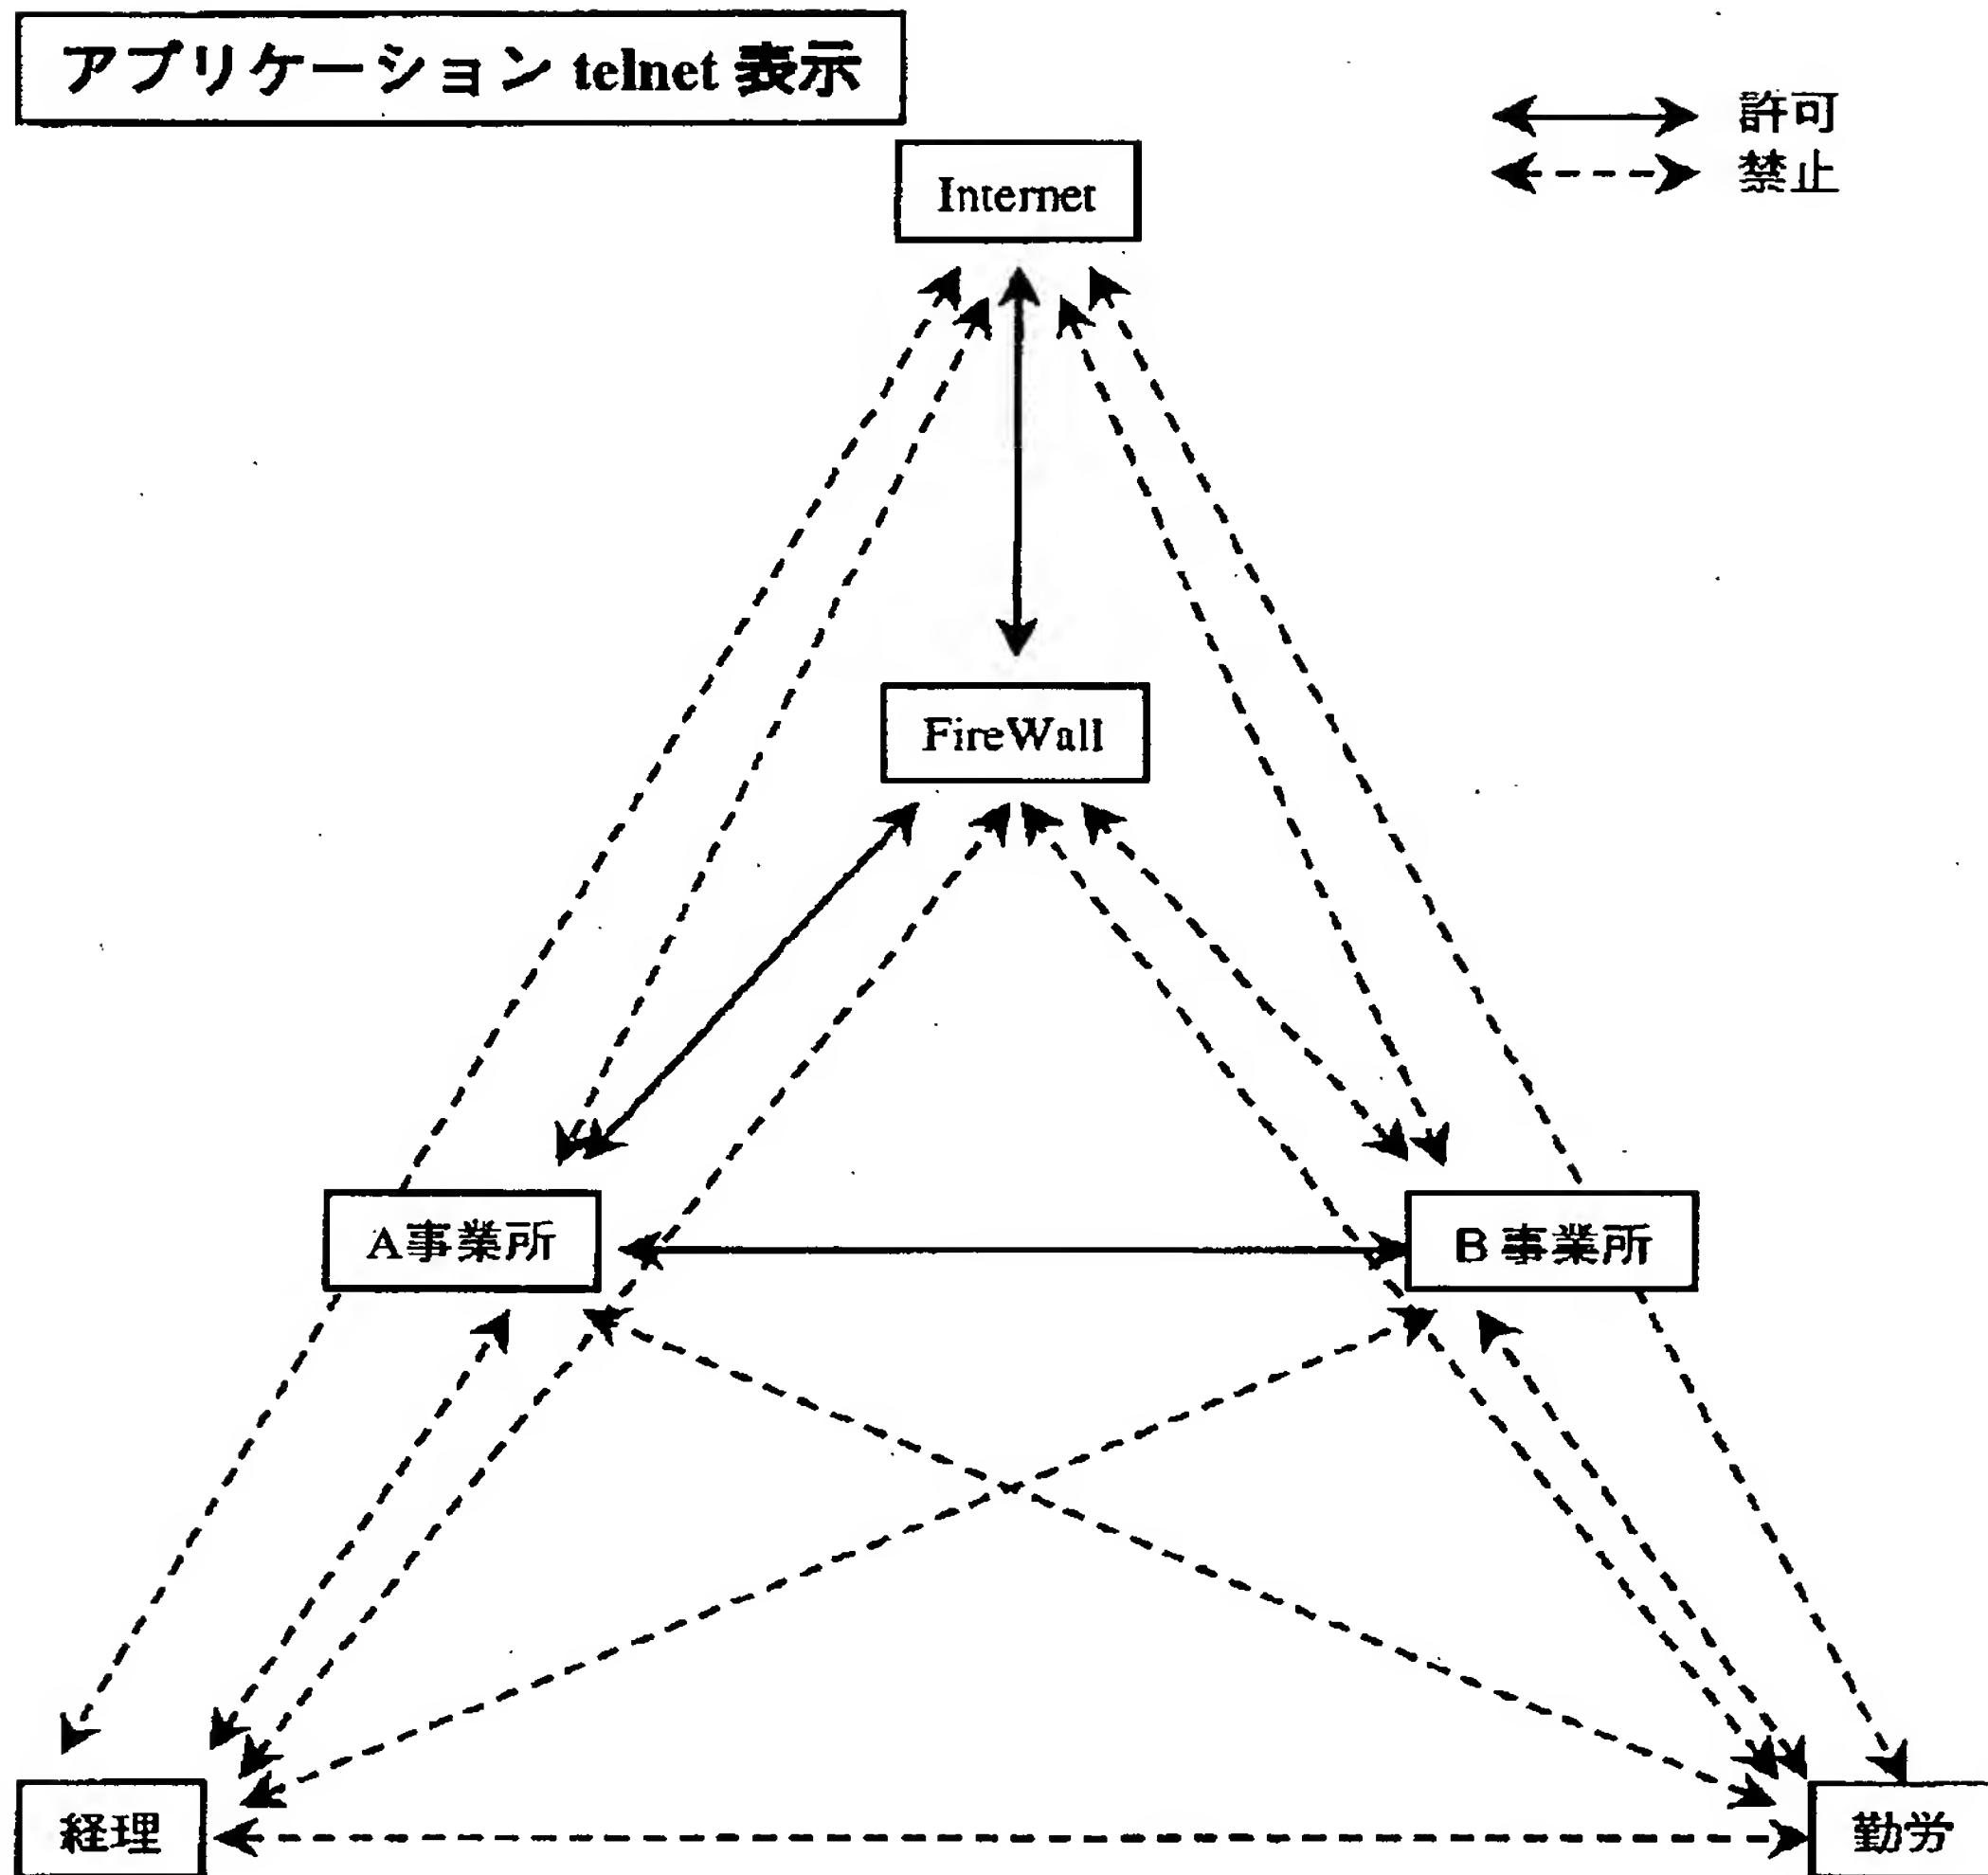 アプリケーション telnet 表示
許可
禁止
Internet
FireWall
A事業所
B 事業所
経理
勤労